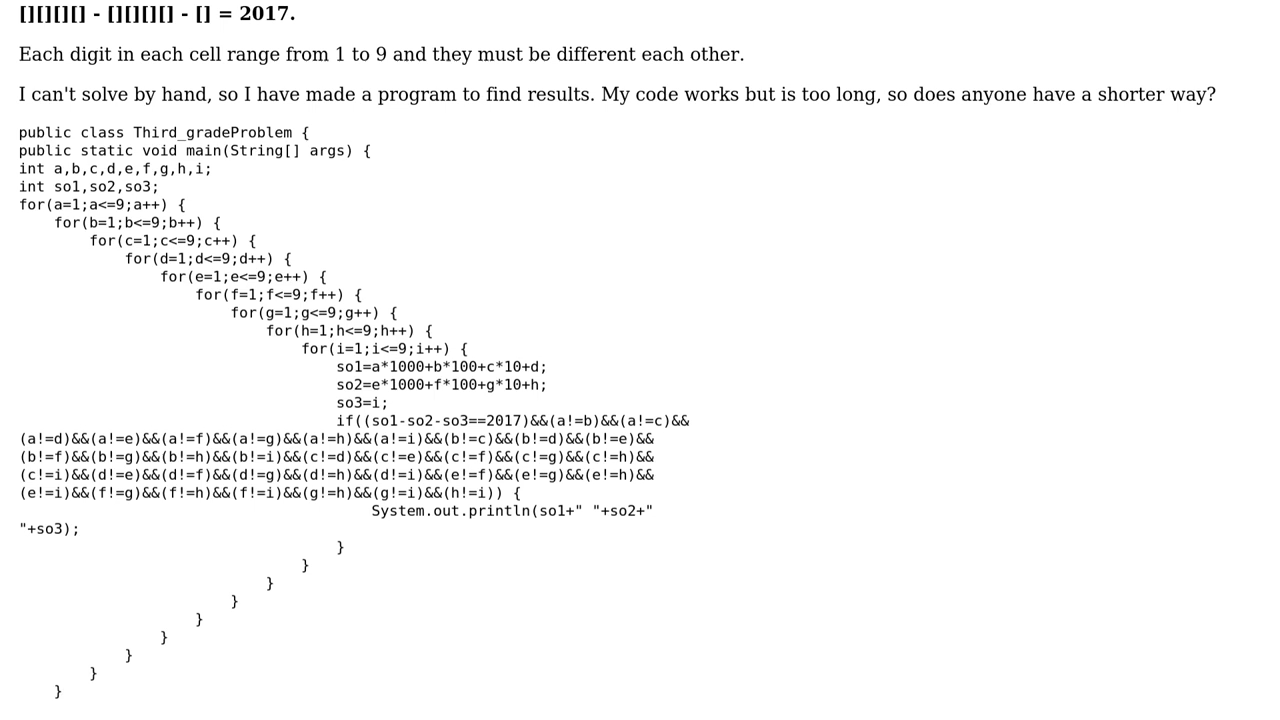 [][][][] - [][][][] - [] = 2017.
Each digit in each cell range from 1 to 9 and they must be different each other.
I can't solve by hand, so I have made a program to find results. My code works but is too long, so does anyone have a shorter way?
public class Third_gradeProblem {
public static void main(String[] args) {
int a,b,c,d,e,f,g,h,i;
int so1,so2,so3;
for(a=1;a<=9;a++) {
    for(b=1;b<=9;b++) {
        for(c=1;c<=9;c++) {
            for(d=1;d<=9;d++) {
                for(e=1;e<=9;e++) {
                    for(f=1;f<=9;f++) {
                        for(g=1;g<=9;g++) {
                            for(h=1;h<=9;h++) {
                                for(i=1;i<=9;i++) {
                                    so1=a*1000+b*100+c*10+d;
                                    so2=e*1000+f*100+g*10+h;
                                    so3=i;
                                    if((so1-so2-so3==2017)&&(a!=b)&&(a!=c)&&
(a!=d)&&(a!=e)&&(a!=f)&&(a!=g)&&(a!=h)&&(a!=i)&&(b!=c)&&(b!=d)&&(b!=e)&&
(b!=f)&&(b!=g)&&(b!=h)&&(b!=i)&&(c!=d)&&(c!=e)&&(c!=f)&&(c!=g)&&(c!=h)&&
(c!=i)&&(d!=e)&&(d!=f)&&(d!=g)&&(d!=h)&&(d!=i)&&(e!=f)&&(e!=g)&&(e!=h)&&
(e!=i)&&(f!=g)&&(f!=h)&&(f!=i)&&(g!=h)&&(g!=i)&&(h!=i)) {
                                        System.out.println(so1+" "+so2+"
"+so3);
                                    }
                                }
                            }
                        }
                    }
                }
            }
        }
    }